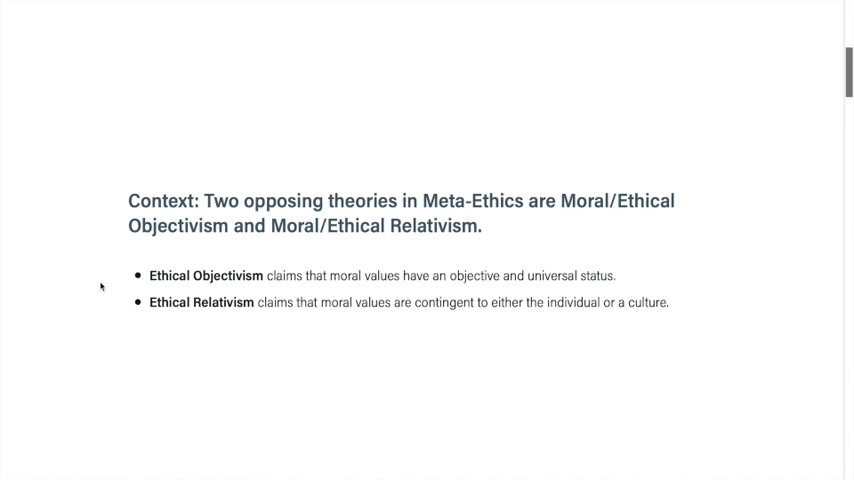 Context: Two opposing theories in Meta-Ethics are Moral/Ethical
Objectivism and Moral/Ethical Relativism.
• Ethical Objectivism claims that moral values have an objective and universal status.
• Ethical Relativism claims that moral values are contingent to either the individual or a culture.